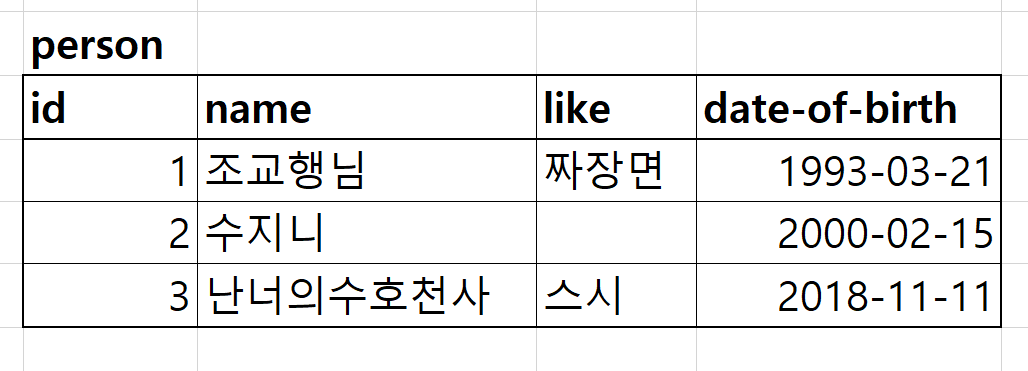 person
id name like date-of-birth
1 조교행님 짜장면 1993-03-21
2 수지니 2000-02-15
3 난너의수호천사 스시 2018-11-11